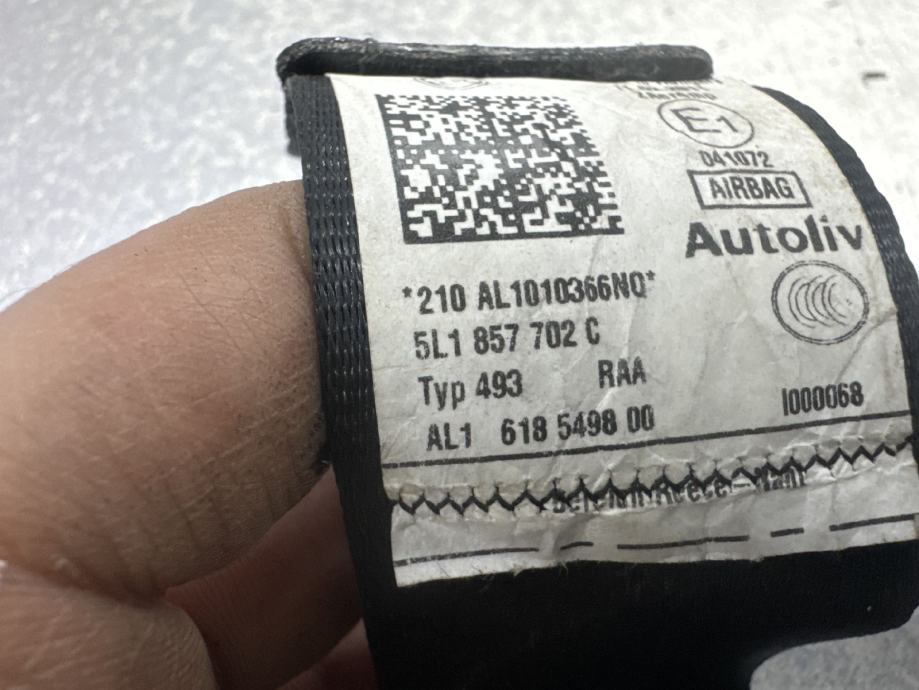 E1
041072
AIRBAG
Autoliv
*210 AL1010366NQ*
5L1 857 702 C
Typ 493 RAA
AL1 618 5498 00
I000068